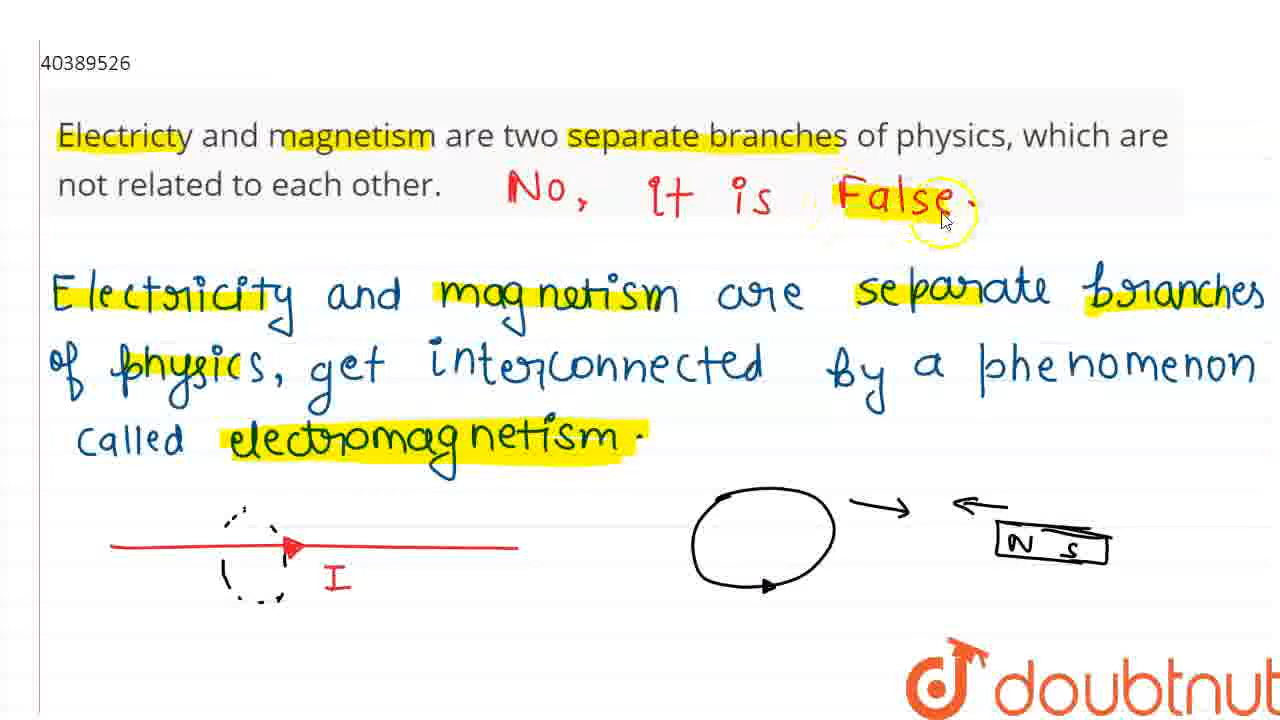 40389526
Electricty and magnetism are two separate branches of physics, which are
not related to each other. No, it is False.
Electricity and magnetism are separate branches
of physics, get interconnected by a phenomenon
called electromagnetism.
I
N S
doubtnut